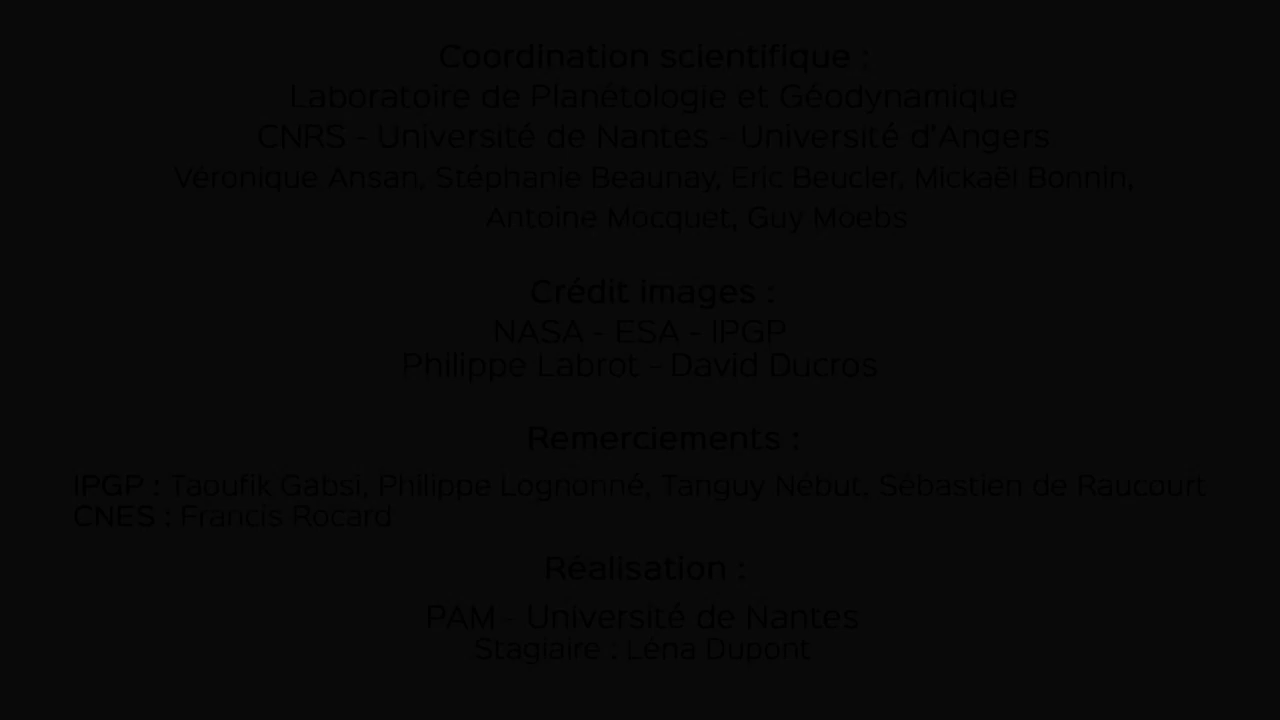 Coordination scientifique :
Laboratoire de Planétologie et Géodynamique
CNRS - Université de Nantes - Université d'Angers
Véronique Ansan, Stéphanie Beaunay, Eric Beucler, Mickaël Bonnin,
Antoine Mocquet, Guy Moebs
Crédit images :
NASA - ESA - IPGP
Philippe Labrot - David Ducros
Remerciements :
IPGP : Taoufik Gabsi, Philippe Lognonné, Tanguy Nébut, Sébastien de Raucourt
CNES : Francis Rocard
Réalisation :
PAM - Université de Nantes
Stagiaire : Léna Dupont